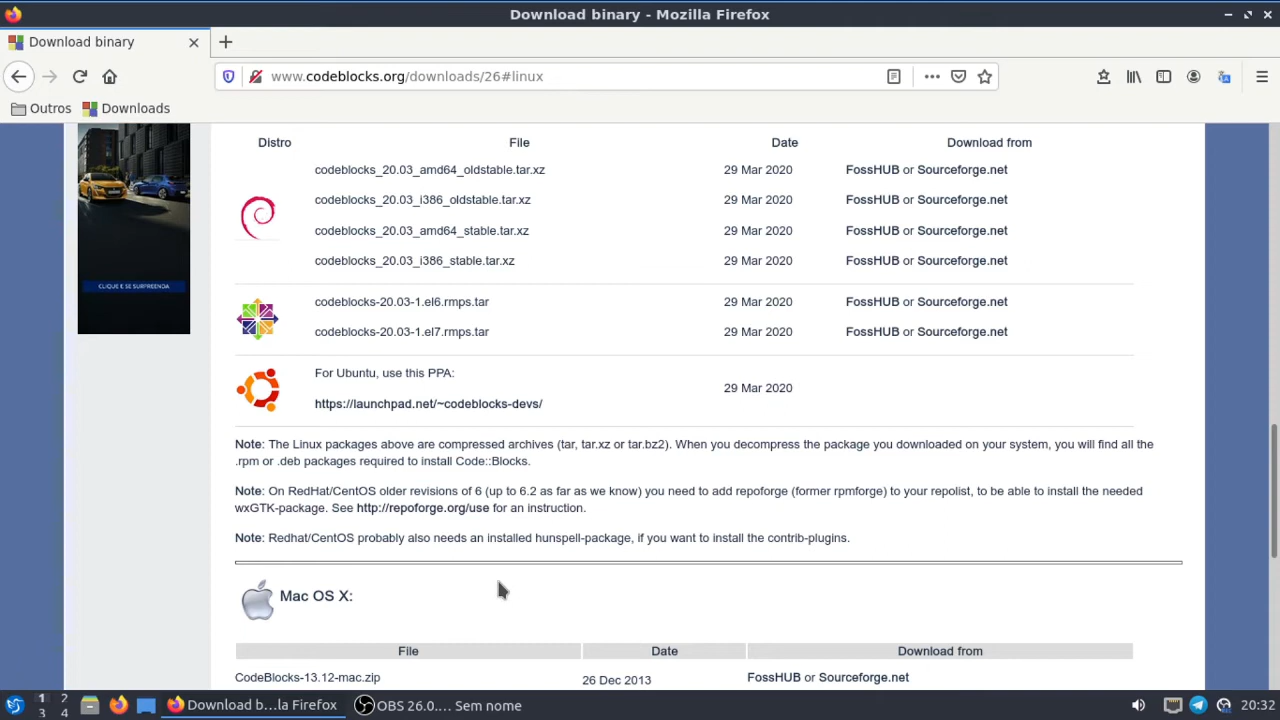 Download binary - Mozilla Firefox
Download binary
www.codeblocks.org/downloads/26#linux
Outros Downloads
Distro File Date Download from
codeblocks_20.03_amd64_oldstable.tar.xz 29 Mar 2020 FossHUB or Sourceforge.net
codeblocks_20.03_i386_oldstable.tar.xz 29 Mar 2020 FossHUB or Sourceforge.net
codeblocks_20.03_amd64_stable.tar.xz 29 Mar 2020 FossHUB or Sourceforge.net
codeblocks_20.03_i386_stable.tar.xz 29 Mar 2020 FossHUB or Sourceforge.net
CLIQUE E SE SURPREENDA
codeblocks-20.03-1.el6.rmps.tar 29 Mar 2020 FossHUB or Sourceforge.net
codeblocks-20.03-1.el7.rmps.tar 29 Mar 2020 FossHUB or Sourceforge.net
For Ubuntu, use this PPA:
29 Mar 2020
https://launchpad.net/~codeblocks-devs/
Note: The Linux packages above are compressed archives (tar, tar.xz or tar.bz2). When you decompress the package you downloaded on your system, you will find all the
.rpm or .deb packages required to install Code::Blocks.
Note: On RedHat/CentOS older revisions of 6 (up to 6.2 as far as we know) you need to add repoforge (former rpmforge) to your repolist, to be able to install the needed
wxGTK-package. See http://repoforge.org/use for an instruction.
Note: Redhat/CentOS probably also needs an installed hunspell-package, if you want to install the contrib-plugins.
Mac OS X:
File Date Download from
CodeBlocks-13.12-mac.zip 26 Dec 2013 FossHUB or Sourceforge.net
1 2
3 4
Download b...la Firefox OBS 26.0.... Sem nome 20:32